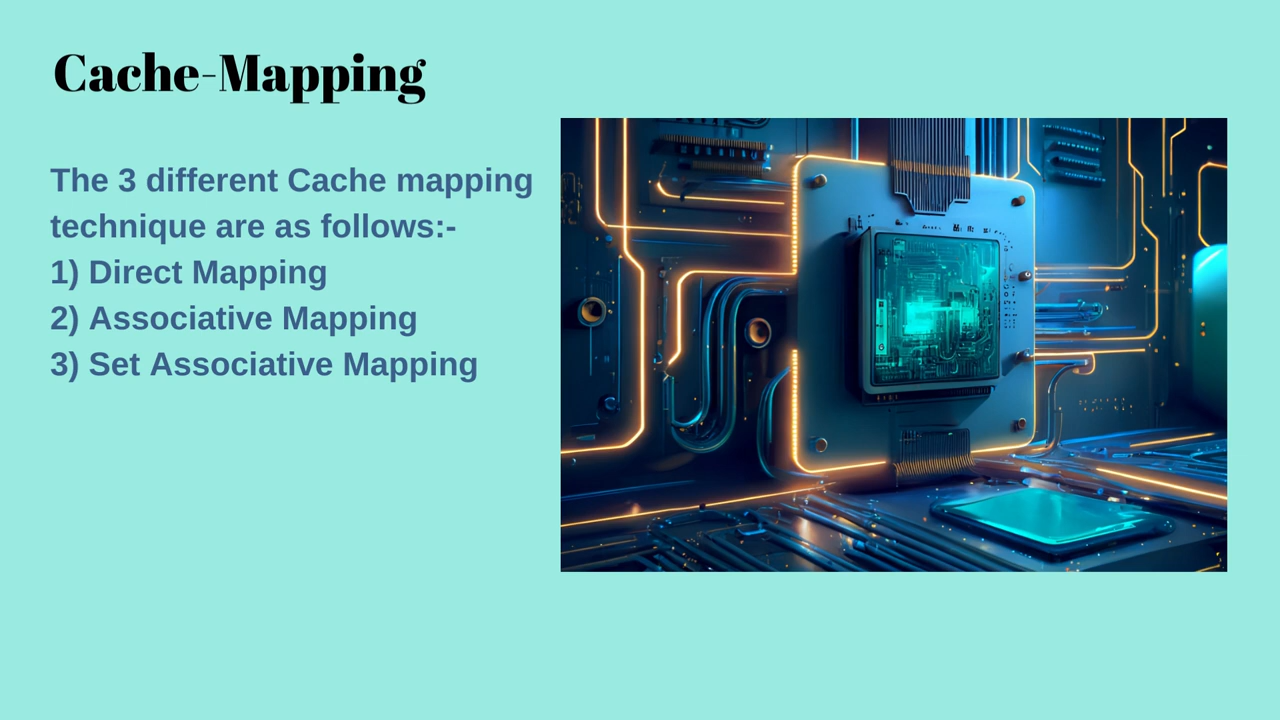 Cache-Mapping
The 3 different Cache mapping
technique are as follows:-
1) Direct Mapping
2) Associative Mapping
3) Set Associative Mapping